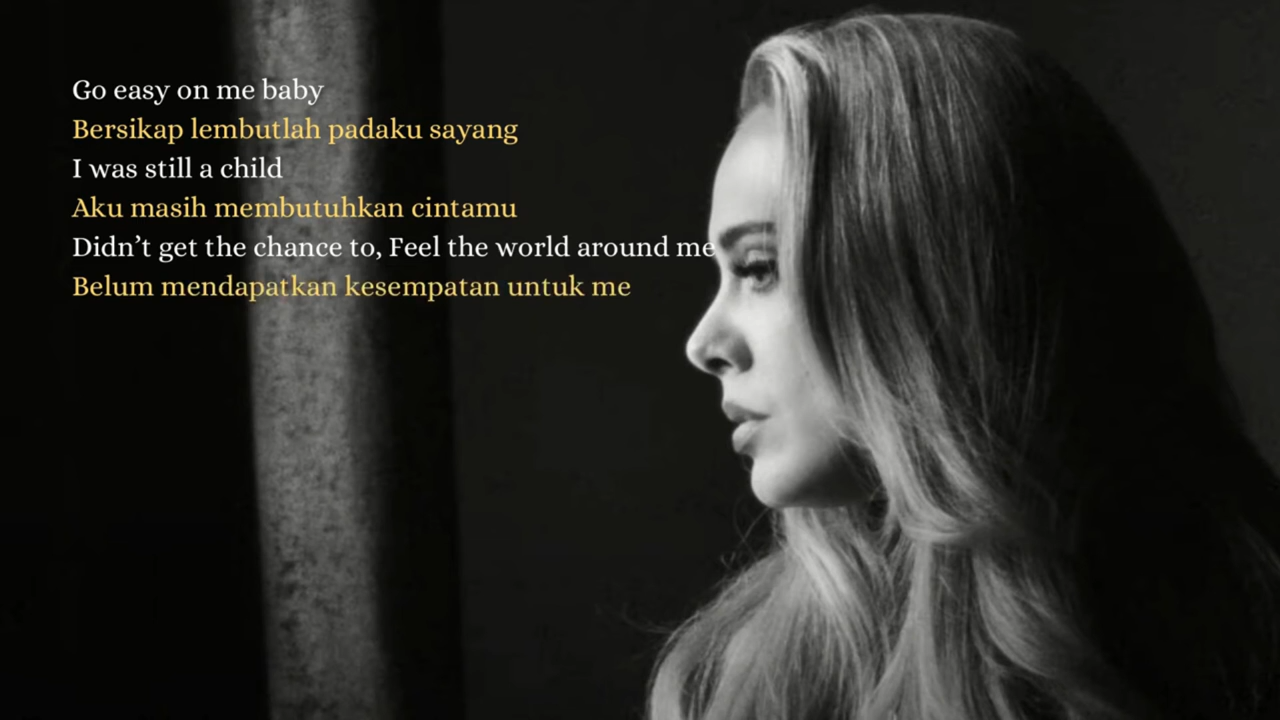 Go easy on me baby
Bersikap lembutlah padaku sayang
I was still a child
Aku masih membutuhkan cintamu
Didn’t get the chance to, Feel the world around me
Belum mendapatkan kesempatan untuk me